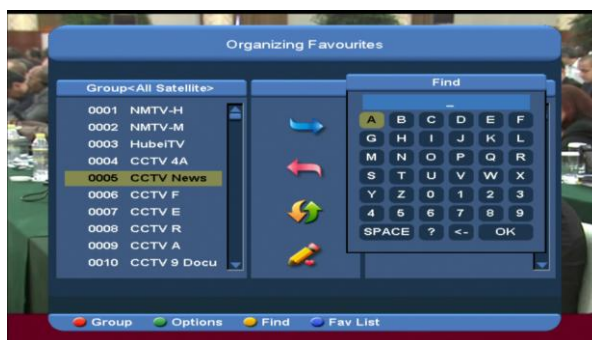 Organizing Favourites
Group<All Satellite>
0001 NMTV-H
0002 NMTV-M
0003 HubeiTV
0004 CCTV 4A
0005 CCTV News
0006 CCTV F
0007 CCTV E
0008 CCTV R
0009 CCTV A
0010 CCTV 9 Docu
Find
_
A B C D E F
G H I J K L
M N O P Q R
S T U V W X
Y Z 0 1 2 3
4 5 6 7 8 9
SPACE ? <- OK
Group Options Find Fav List